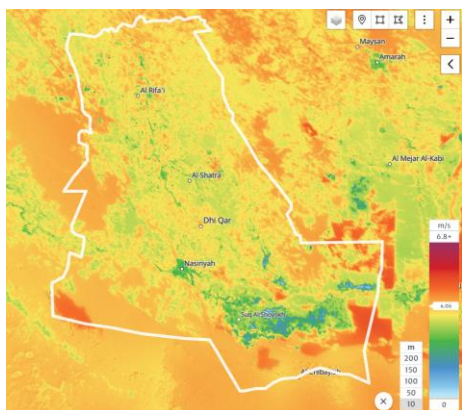 Maysan
Amarah
Al Rifa'i
Al Mejar Al-Kabi
Al Shatra
Dhi Qar
Nasiriyah
Suq Al Shoyokh
m/s
6.8+
4.06
0
m
200
150
100
50
10